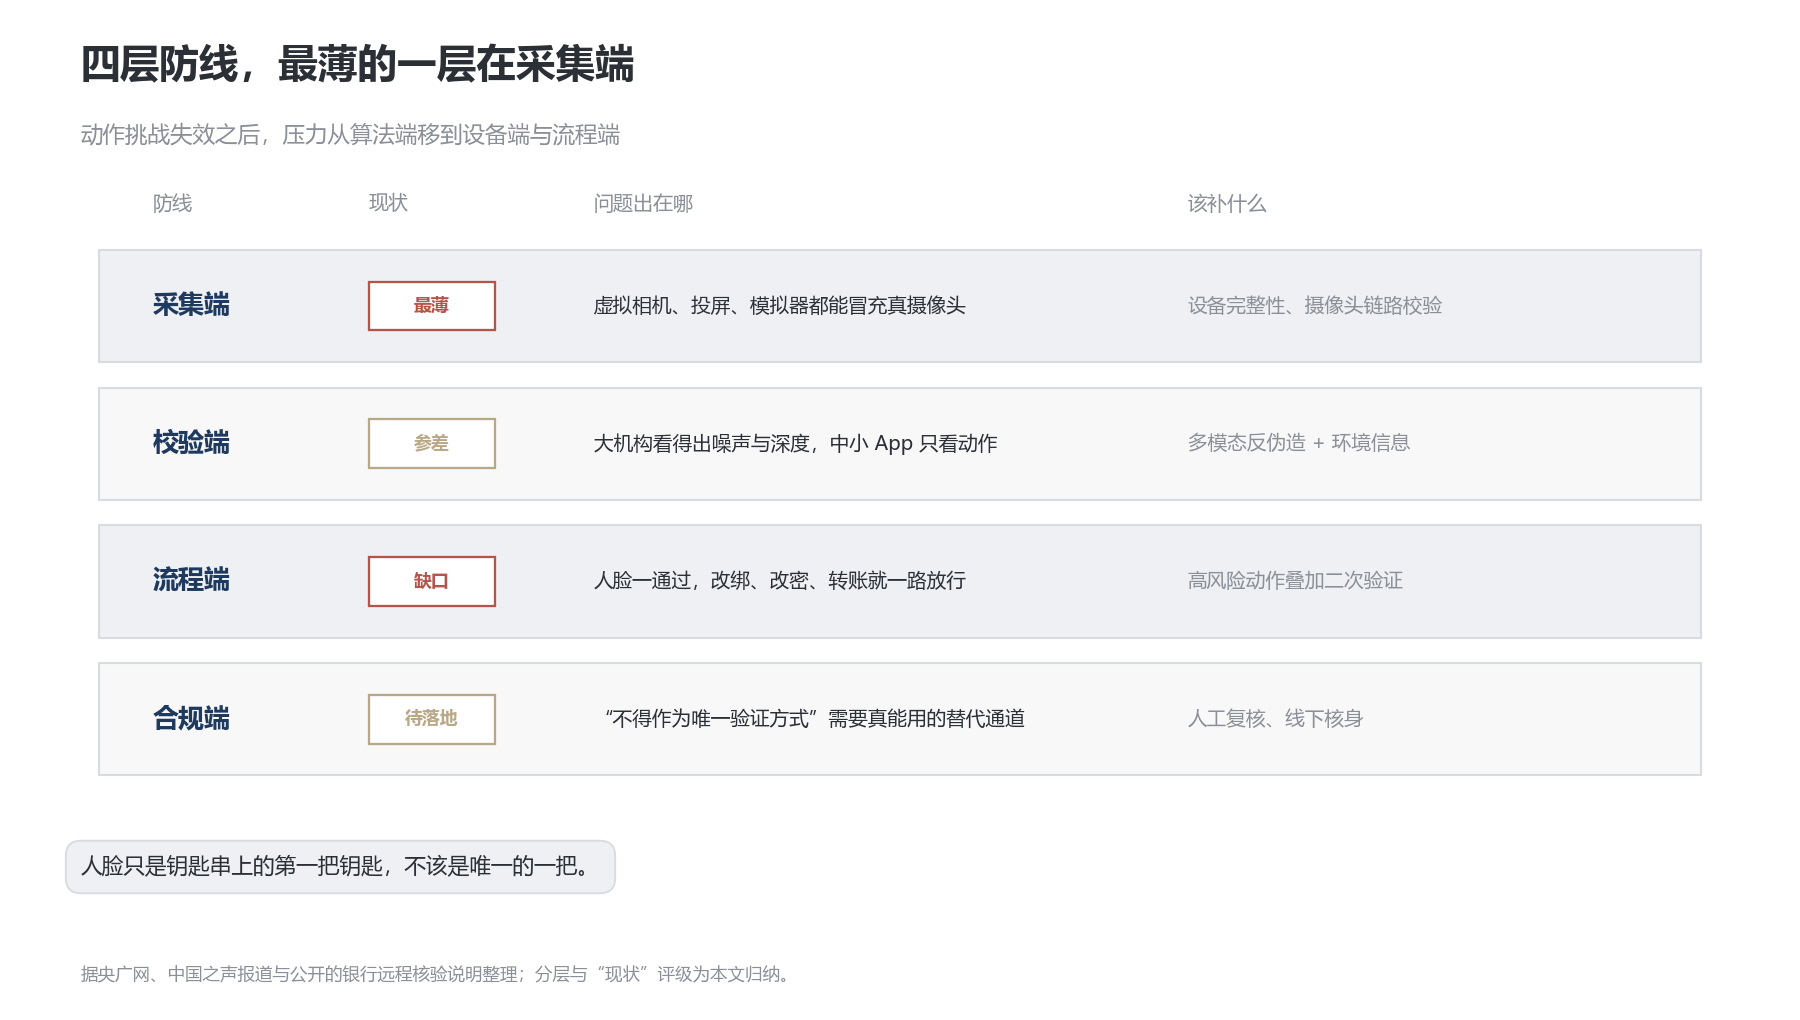 四层防线，最薄的一层在采集端
动作挑战失效之后，压力从算法端移到设备端与流程端
防线 现状 问题出在哪 该补什么
采集端 最薄 虚拟相机、投屏、模拟器都能冒充真摄像头 设备完整性、摄像头链路校验
校验端 参差 大机构看得出噪声与深度，中小 App 只看动作 多模态反伪造 + 环境信息
流程端 缺口 人脸一通过，改绑、改密、转账就一路放行 高风险动作叠加二次验证
合规端 待落地 “不得作为唯一验证方式”需要真能用的替代通道 人工复核、线下核身
人脸只是钥匙串上的第一把钥匙，不该是唯一的一把。
据央广网、中国之声报道与公开的银行远程核验说明整理；分层与“现状”评级为本文归纳。